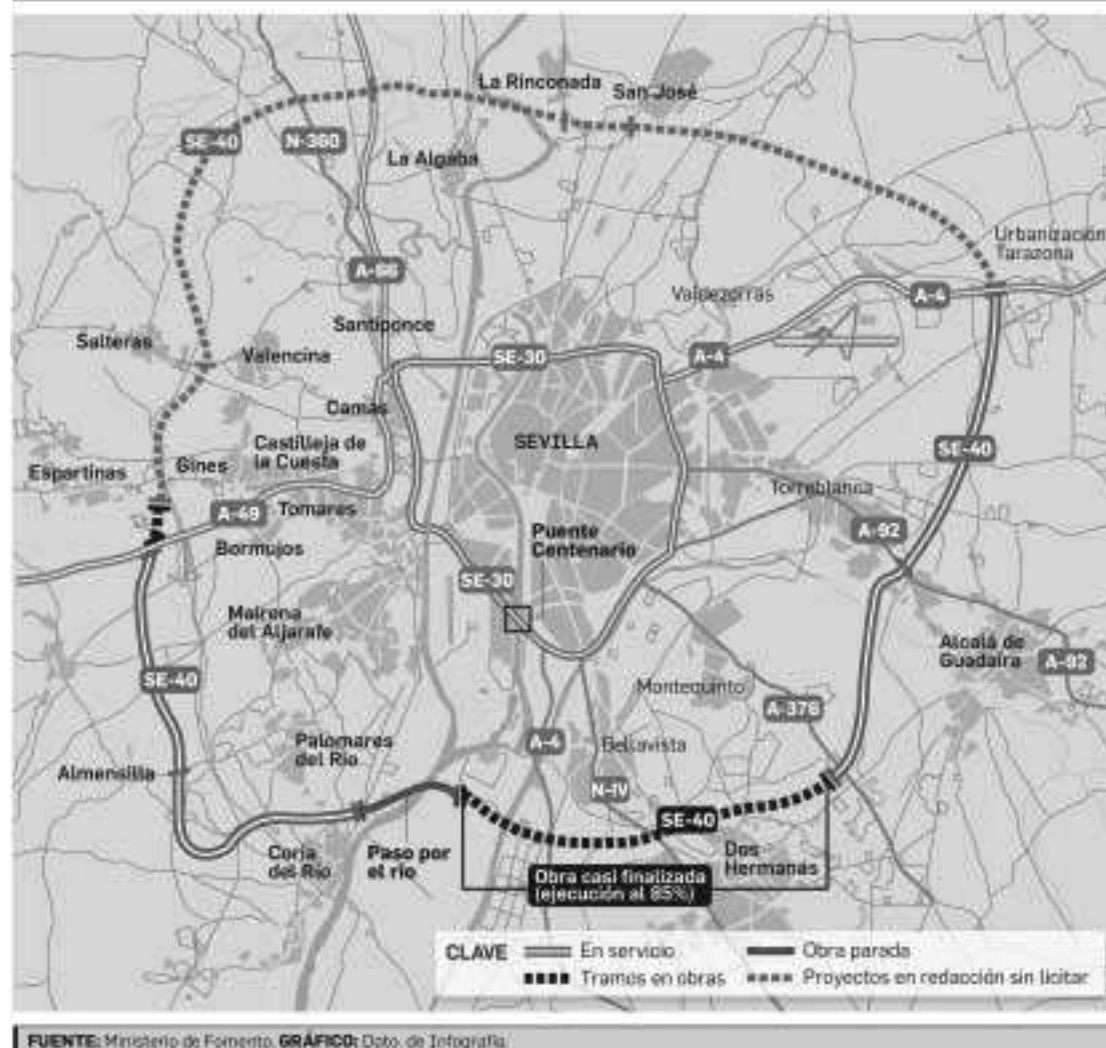 La Rinconada
San José
SE-40
N-360
La Algaba
Urbanización
Tarazona
A-66
Valdezorras
A-4
Santiponce
Salteras
Valencina
SE-30
A-4
Camas
SEVILLA
Castilleja de
la Cuesta
Espartinas
Gines
SE-40
Torreblanca
A-49
Tomares
Puente
Centenario
A-92
Bormujos
SE-30
Mairena
del Aljarafe
Alcalá de
Guadaira
A-92
SE-40
Montequinto
A-376
Palomares
del Río
A-4
Bellavista
Almensilla
N-IV
SE-40
Coria
del Río
Paso por
el río
Dos
Hermanas
Obra casi finalizada
(ejecución al 85%)
CLAVE
En servicio
Obra parada
Tramos en obras
Proyectos en redacción sin licitar
FUENTE: Ministerio de Fomento. GRÁFICO: Dpto. de Infografía.